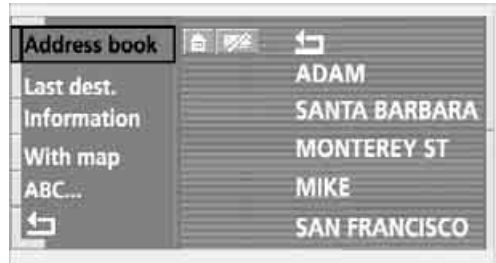 Address book
Last dest.
Information
With map
ABC...
ADAM
SANTA BARBARA
MONTEREY ST
MIKE
SAN FRANCISCO